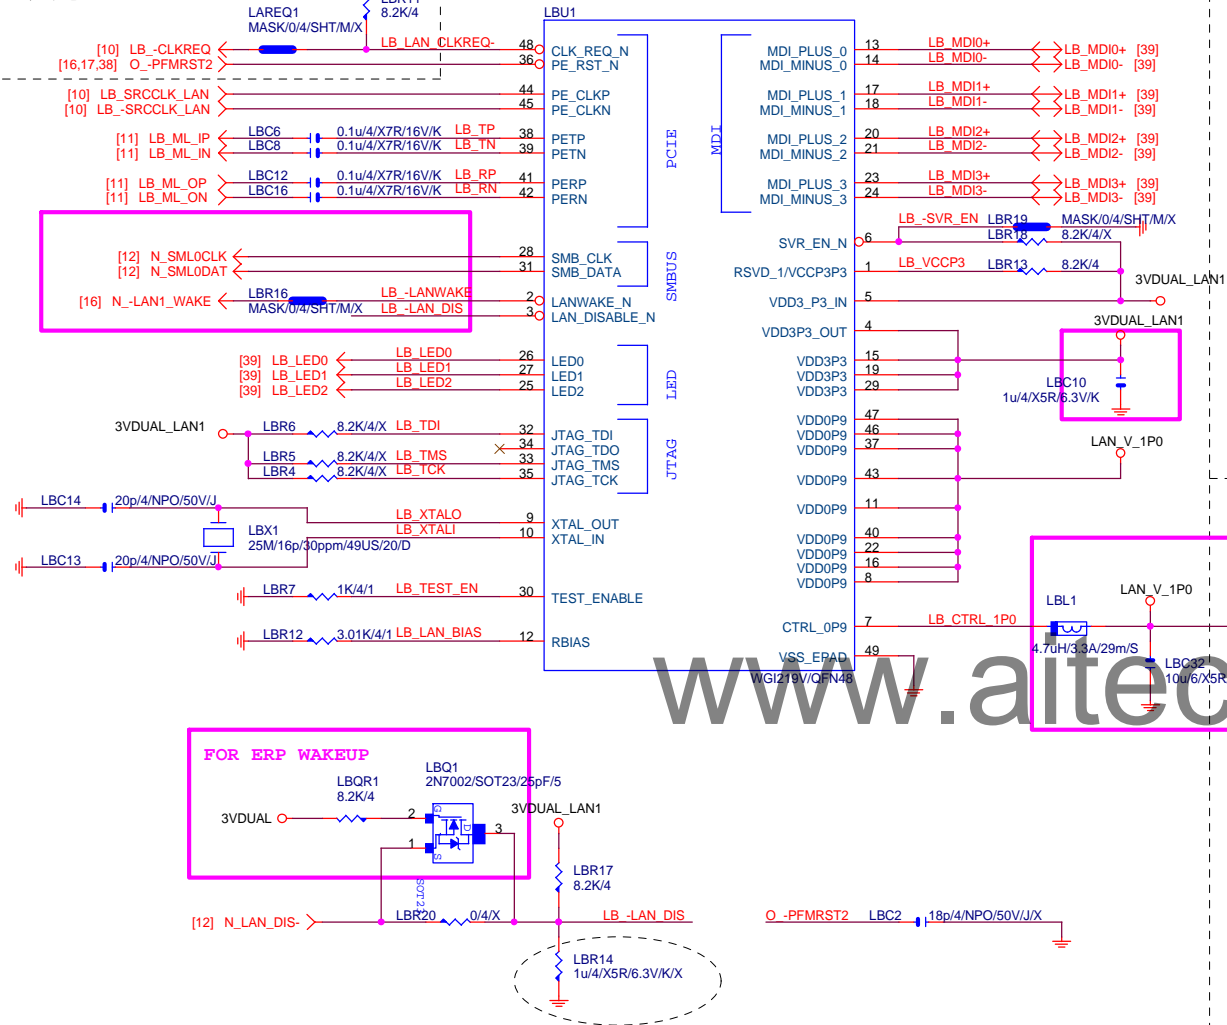 LAREQ1
MASK/0/4/SHT/M/X
8.2K/4
LBU1
[10] LB_-CLKREQ
LB_LAN_CLKREQ-
48
CLK_REQ_N
[16,17,38] O_-PFMRST2
36
PE_RST_N
[10] LB_SRCCLK_LAN
44
PE_CLKP
[10] LB_-SRCCLK_LAN
45
PE_CLKN
[11] LB_ML_IP
LBC6
0.1u/4/X7R/16V/K
LB_TP
38
PETP
[11] LB_ML_IN
LBC8
0.1u/4/X7R/16V/K
LB_TN
39
PETN
[11] LB_ML_OP
LBC12
0.1u/4/X7R/16V/K
LB_RP
41
PERP
[11] LB_ML_ON
LBC16
0.1u/4/X7R/16V/K
LB_RN
42
PERN
PCIE
MDI
MDI_PLUS_0
13
LB_MDI0+
LB_MDI0+ [39]
MDI_MINUS_0
14
LB_MDI0-
LB_MDI0- [39]
MDI_PLUS_1
17
LB_MDI1+
LB_MDI1+ [39]
MDI_MINUS_1
18
LB_MDI1-
LB_MDI1- [39]
MDI_PLUS_2
20
LB_MDI2+
LB_MDI2+ [39]
MDI_MINUS_2
21
LB_MDI2-
LB_MDI2- [39]
MDI_PLUS_3
23
LB_MDI3+
LB_MDI3+ [39]
MDI_MINUS_3
24
LB_MDI3-
LB_MDI3- [39]
[12] N_SML0CLK
28
SMB_CLK
[12] N_SML0DAT
31
SMB_DATA
SMBUS
[16] N_-LAN1_WAKE
LBR16
MASK/0/4/SHT/M/X
LB_-LANWAKE
2
LANWAKE_N
LB_-LAN_DIS
3
LAN_DISABLE_N
SVR_EN_N
6
LB_-SVR_EN
LBR19
MASK/0/4/SHT/M/X
LBR18
8.2K/4/X
RSVD_1/VCCP3P3
1
LB_VCCP3
LBR13
8.2K/4
3VDUAL_LAN1
VDD3_P3_IN
5
VDD3P3_OUT
4
3VDUAL_LAN1
VDD3P3
15
VDD3P3
19
VDD3P3
29
LBC10
1u/4/X5R/6.3V/K
[39] LB_LED0
LB_LED0
26
LED0
[39] LB_LED1
LB_LED1
27
LED1
[39] LB_LED2
LB_LED2
25
LED2
LED
3VDUAL_LAN1
LBR6
8.2K/4/X
LB_TDI
32
JTAG_TDI
34
JTAG_TDO
LBR5
8.2K/4/X
LB_TMS
33
JTAG_TMS
LBR4
8.2K/4/X
LB_TCK
35
JTAG_TCK
JTAG
VDD0P9
47
VDD0P9
46
VDD0P9
37
LAN_V_1P0
VDD0P9
43
VDD0P9
11
VDD0P9
40
VDD0P9
22
VDD0P9
16
VDD0P9
8
LBC14
20p/4/NPO/50V/J
LB_XTALO
9
XTAL_OUT
LBX1
25M/16p/30ppm/49US/20/D
LB_XTALI
10
XTAL_IN
LBC13
20p/4/NPO/50V/J
LBR7
1K/4/1
LB_TEST_EN
30
TEST_ENABLE
LBR12
3.01K/4/1
LB_LAN_BIAS
12
RBIAS
CTRL_0P9
7
LB_CTRL_1P0
LBL1
4.7uH/3.3A/29m/S
LAN_V_1P0
LBC32
10u/6/X5R
VSS_EPAD
49
WGI219V/QFN48
www.aitec
FOR ERP WAKEUP
LBQR1
8.2K/4
LBQ1
2N7002/SOT23/25pF/5
3VDUAL
2
G
D
3
1
S
SOT23
3VDUAL_LAN1
LBR17
8.2K/4
[12] N_LAN_DIS-
LBR20
0/4/X
LB_-LAN_DIS
O_-PFMRST2
LBC2
18p/4/NPO/50V/J/X
LBR14
1u/4/X5R/6.3V/K/X